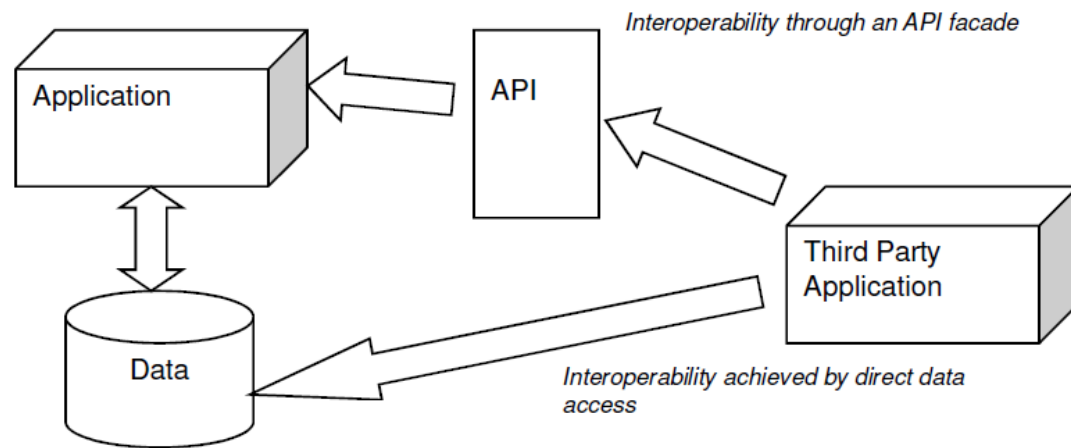 Interoperability through an API facade
Application
API
Third Party
Application
Data
Interoperability achieved by direct data
access